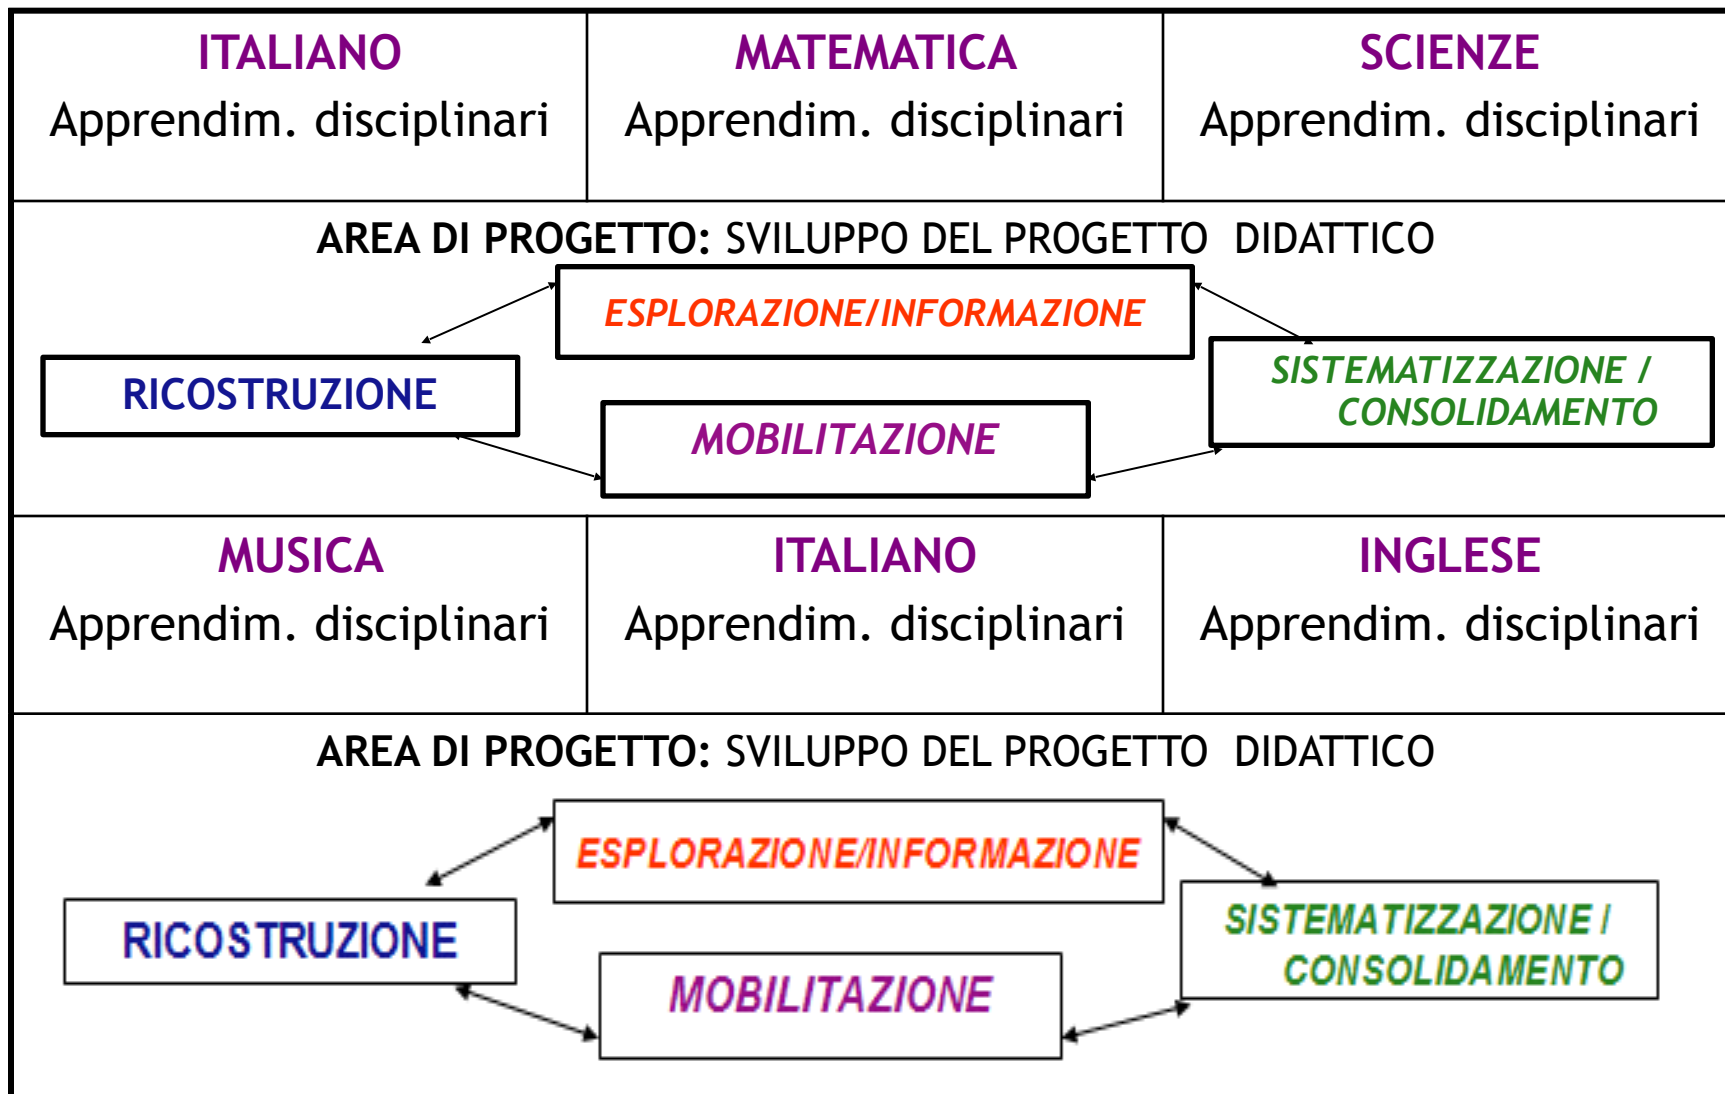 ITALIANO
Apprendim. disciplinari
MATEMATICA
Apprendim. disciplinari
SCIENZE
Apprendim. disciplinari
AREA DI PROGETTO: SVILUPPO DEL PROGETTO DIDATTICO
ESPLORAZIONE/INFORMAZIONE
RICOSTRUZIONE
SISTEMATIZZAZIONE /
CONSOLIDAMENTO
MOBILITAZIONE
MUSICA
Apprendim. disciplinari
ITALIANO
Apprendim. disciplinari
INGLESE
Apprendim. disciplinari
AREA DI PROGETTO: SVILUPPO DEL PROGETTO DIDATTICO
ESPLORAZIONE/INFORMAZIONE
RICOSTRUZIONE
SISTEMATIZZAZIONE /
CONSOLIDAMENTO
MOBILITAZIONE